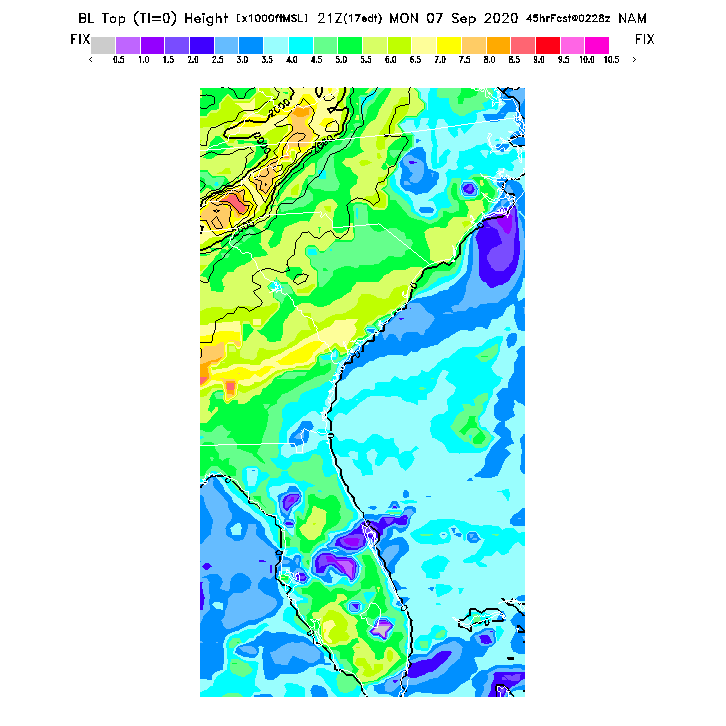 BL Top (TI=0) Height [x1000ftMSL] 21Z(17edt) MON 07 Sep 2020 45hrFcst@0228z NAM
FIX FIX
< 0.5 1.0 1.5 2.0 2.5 3.0 3.5 4.0 4.5 5.0 5.5 6.0 6.5 7.0 7.5 8.0 8.5 9.0 9.5 10.0 10.5 >
2000
2000